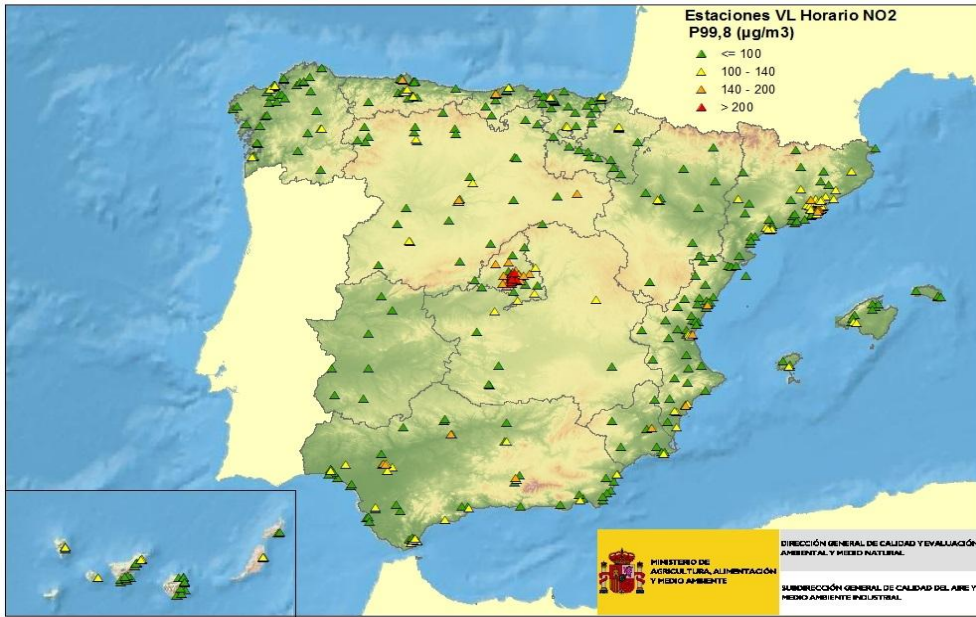 Estaciones VL Horario NO2
P99,8 (µg/m3)
<= 100
100 - 140
140 - 200
> 200
MINISTERIO DE
AGRICULTURA, ALIMENTACIÓN
Y MEDIO AMBIENTE
DIRECCIÓN GENERAL DE CALIDAD Y EVALUACIÓN
AMBIENTAL Y MEDIO NATURAL
SUBDIRECCIÓN GENERAL DE CALIDAD DEL AIRE Y
MEDIO AMBIENTE INDUSTRIAL